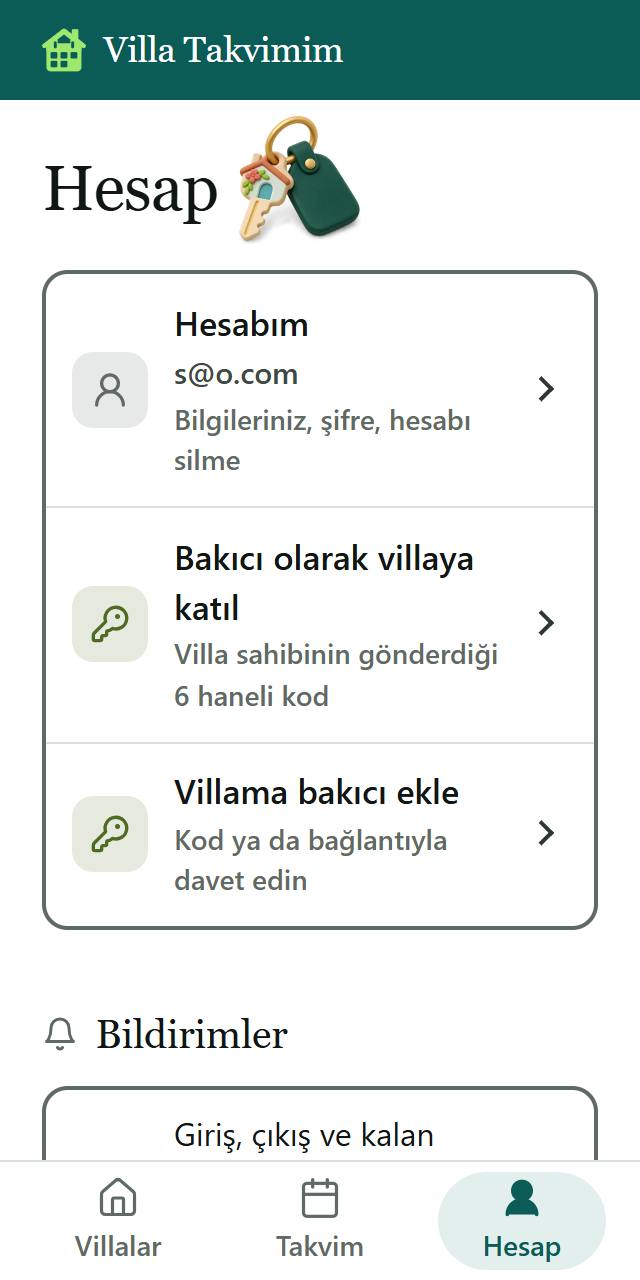 Villa Takvimim
Hesap
Hesabım
s@o.com
Bilgileriniz, şifre, hesabı
silme
Bakıcı olarak villaya
katıl
Villa sahibinin gönderdiği
6 haneli kod
Villama bakıcı ekle
Kod ya da bağlantıyla
davet edin
Bildirimler
Giriş, çıkış ve kalan
Villalar
Takvim
Hesap